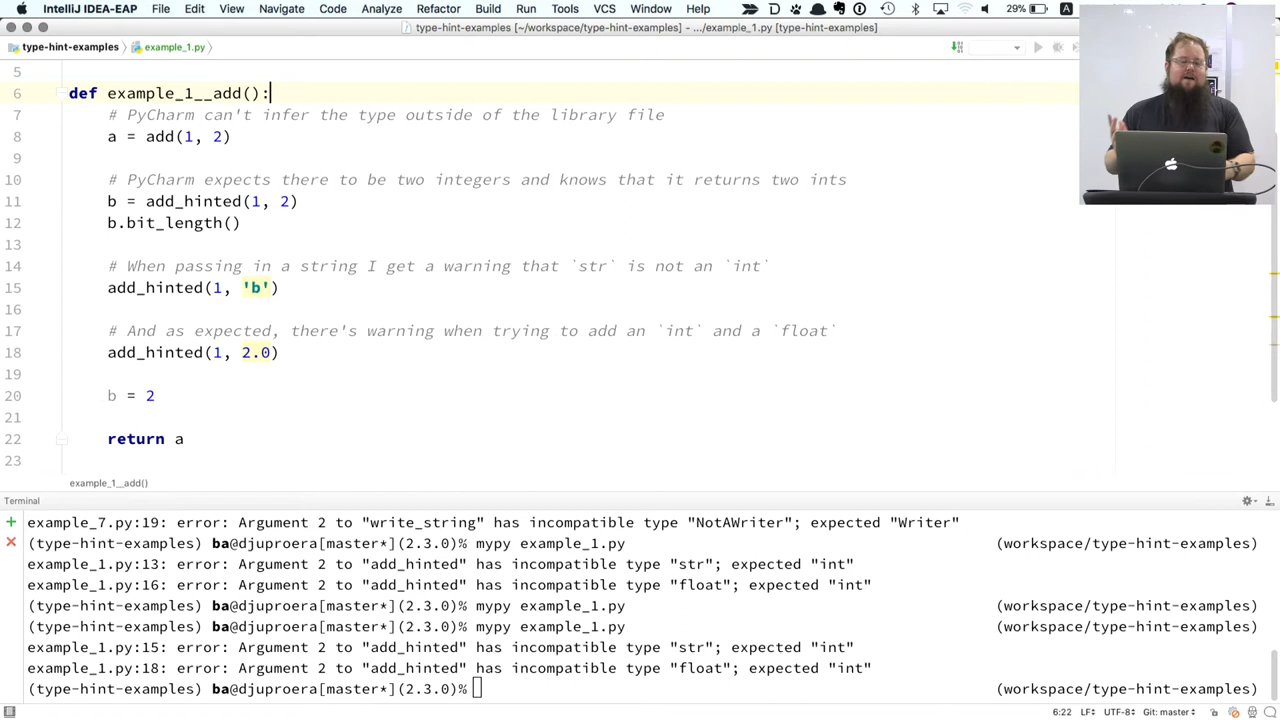 IntelliJ IDEA-EAP File Edit View Navigate Code Analyze Refactor Build Run Tools VCS Window Help 29%
type-hint-examples [~/workspace/type-hint-examples] - .../example_1.py [type-hint-examples]
type-hint-examples example_1.py
5
6 def example_1__add():
7 # PyCharm can't infer the type outside of the library file
8 a = add(1, 2)
9
10 # PyCharm expects there to be two integers and knows that it returns two ints
11 b = add_hinted(1, 2)
12 b.bit_length()
13
14 # When passing in a string I get a warning that `str` is not an `int`
15 add_hinted(1, 'b')
16
17 # And as expected, there's warning when trying to add an `int` and a `float`
18 add_hinted(1, 2.0)
19
20 b = 2
21
22 return a
23
example_1__add()
Terminal
example_7.py:19: error: Argument 2 to "write_string" has incompatible type "NotAWriter"; expected "Writer"
(type-hint-examples) ba@djuproera[master*](2.3.0)% mypy example_1.py (workspace/type-hint-examples)
example_1.py:13: error: Argument 2 to "add_hinted" has incompatible type "str"; expected "int"
example_1.py:16: error: Argument 2 to "add_hinted" has incompatible type "float"; expected "int"
(type-hint-examples) ba@djuproera[master*](2.3.0)% mypy example_1.py (workspace/type-hint-examples)
(type-hint-examples) ba@djuproera[master*](2.3.0)% mypy example_1.py (workspace/type-hint-examples)
example_1.py:15: error: Argument 2 to "add_hinted" has incompatible type "str"; expected "int"
example_1.py:18: error: Argument 2 to "add_hinted" has incompatible type "float"; expected "int"
(type-hint-examples) ba@djuproera[master*](2.3.0)% (workspace/type-hint-examples)
6:22 LF UTF-8 Git: master